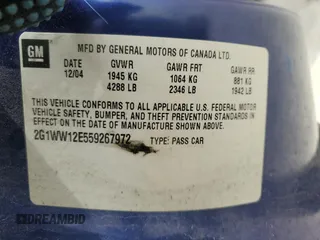 GM
MFD BY GENERAL MOTORS OF CANADA LTD.
DATE GVWR GAWR FRT GAWR RR
12/04 1945 KG 1064 KG 881 KG
4288 LB 2346 LB 1942 LB
THIS VEHICLE CONFORMS TO ALL APPLICABLE U.S. FEDERAL MOTOR
VEHICLE SAFETY, BUMPER, AND THEFT PREVENTION STANDARDS IN
EFFECT ON THE DATE OF MANUFACTURE SHOWN ABOVE.
2G1WW12E559267972 TYPE: PASS CAR
DREAMBID